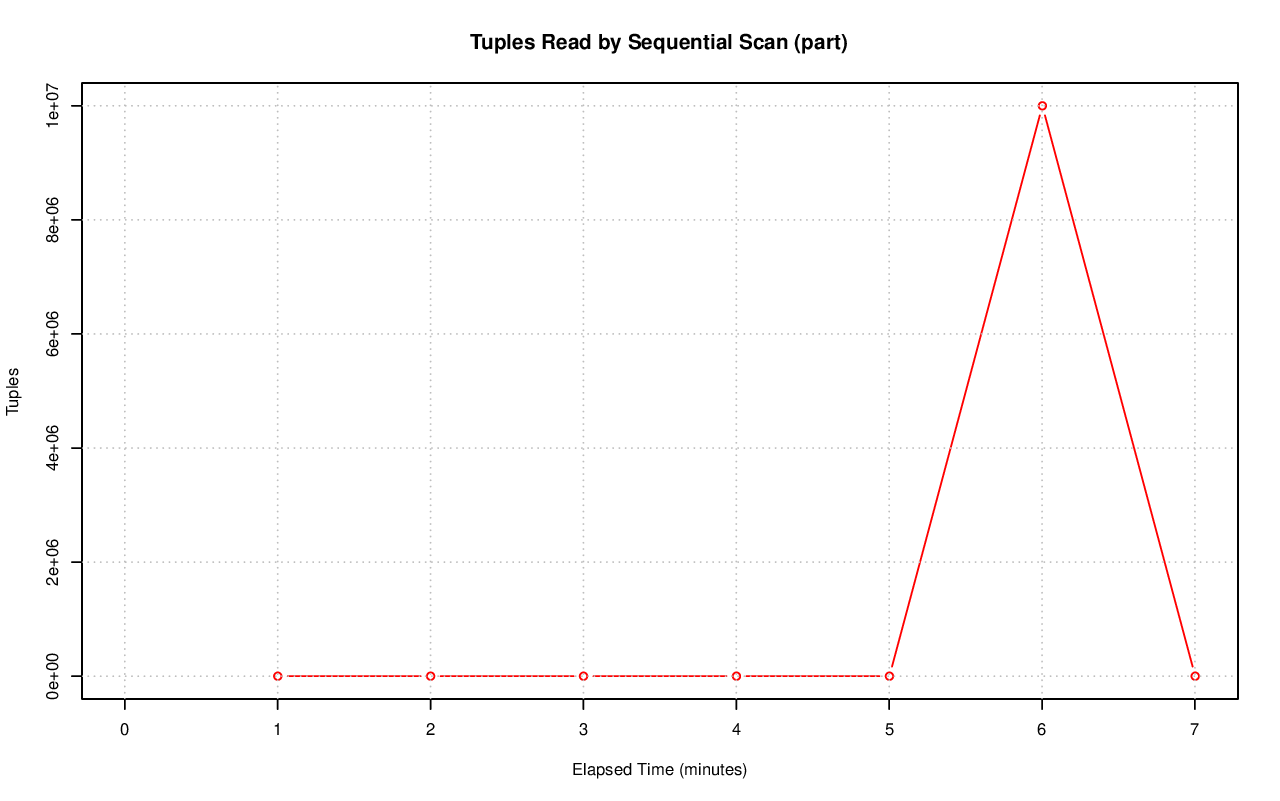 Tuples Read by Sequential Scan (part)
Tuples
1e+07
8e+06
6e+06
4e+06
2e+06
0e+00
0 1 2 3 4 5 6 7
Elapsed Time (minutes)